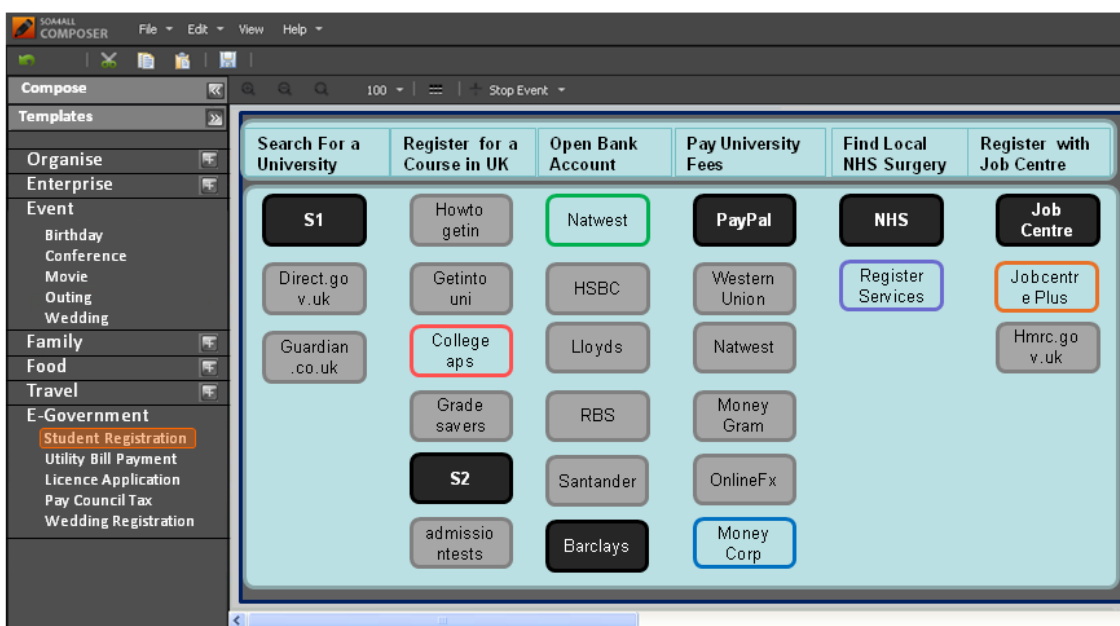 SOA4ALL
COMPOSER
File Edit View Help
Compose
100
Stop Event
Templates
Organise
Enterprise
Event
Birthday
Conference
Movie
Outing
Wedding
Family
Food
Travel
E-Government
Student Registration
Utility Bill Payment
Licence Application
Pay Council Tax
Wedding Registration
Search For a
University
Register for a
Course in UK
Open Bank
Account
Pay University
Fees
Find Local
NHS Surgery
Register with
Job Centre
S1
Direct.go
v.uk
Guardian
.co.uk
Howto
getin
Getinto
uni
College
aps
Grade
savers
S2
admissio
ntests
Natwest
HSBC
Lloyds
RBS
Santander
Barclays
PayPal
Western
Union
Natwest
Money
Gram
OnlineFx
Money
Corp
NHS
Register
Services
Job
Centre
Jobcentr
e Plus
Hmrc.go
v.uk